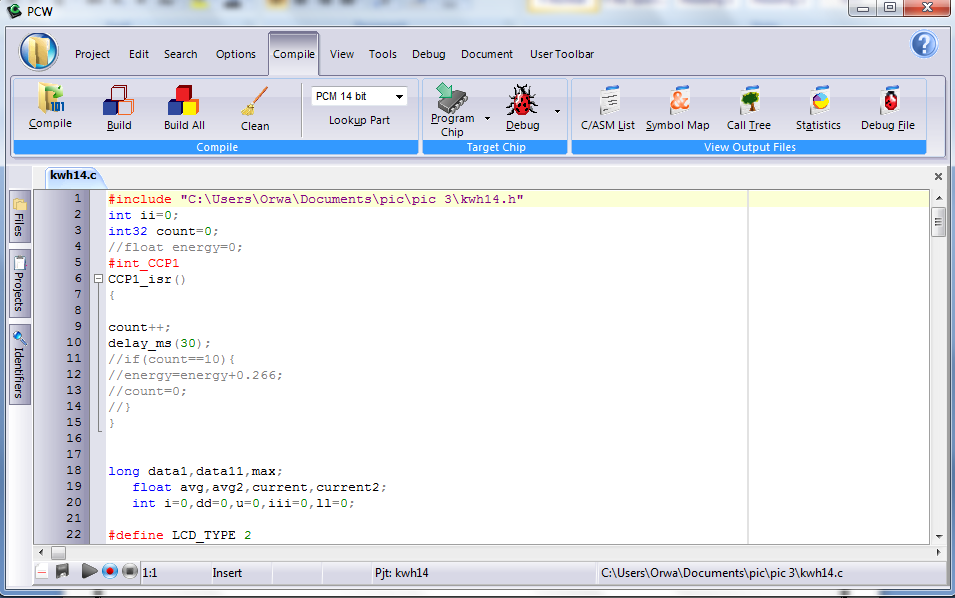 PCW
Project Edit Search Options Compile View Tools Debug Document User Toolbar
Compile Build Build All Clean
PCM 14 bit
Lookup Part
Program Chip
Debug
C/ASM List Symbol Map Call Tree Statistics Debug File
Compile Target Chip View Output Files
kwh14.c
Files
Projects
Identifiers
1 #include "C:\Users\Orwa\Documents\pic\pic 3\kwh14.h"
2 int ii=0;
3 int32 count=0;
4 //float energy=0;
5 #int_CCP1
6 CCP1_isr()
7 {
8
9 count++;
10 delay_ms(30);
11 //if(count==10){
12 //energy=energy+0.266;
13 //count=0;
14 //}
15 }
16
17
18 long data1,data11,max;
19 float avg,avg2,current,current2;
20 int i=0,dd=0,u=0,iii=0,ll=0;
21
22 #define LCD_TYPE 2
1:1 Insert Pjt: kwh14 C:\Users\Orwa\Documents\pic\pic 3\kwh14.c